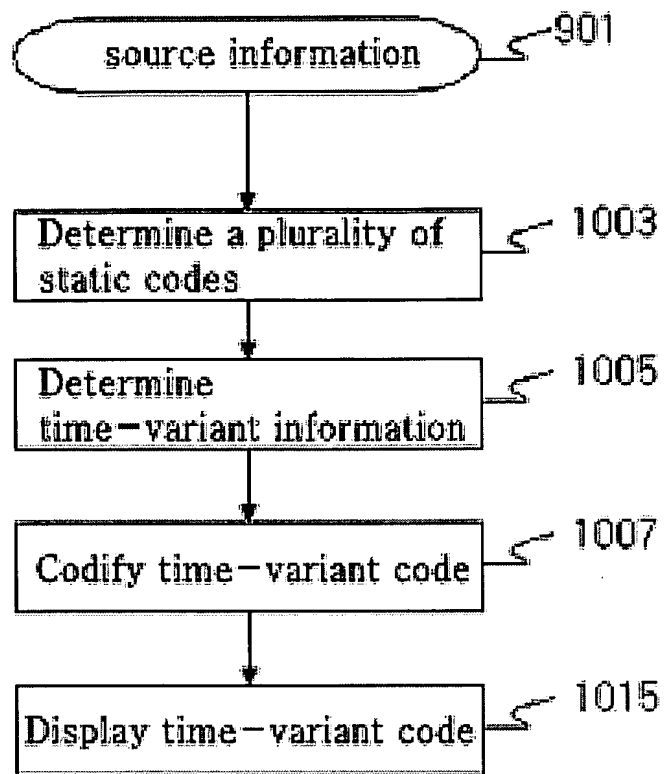 source information
901
Determine a plurality of
static codes
1003
Determine
time-variant information
1005
Codify time-variant code
1007
Display time-variant code
1015